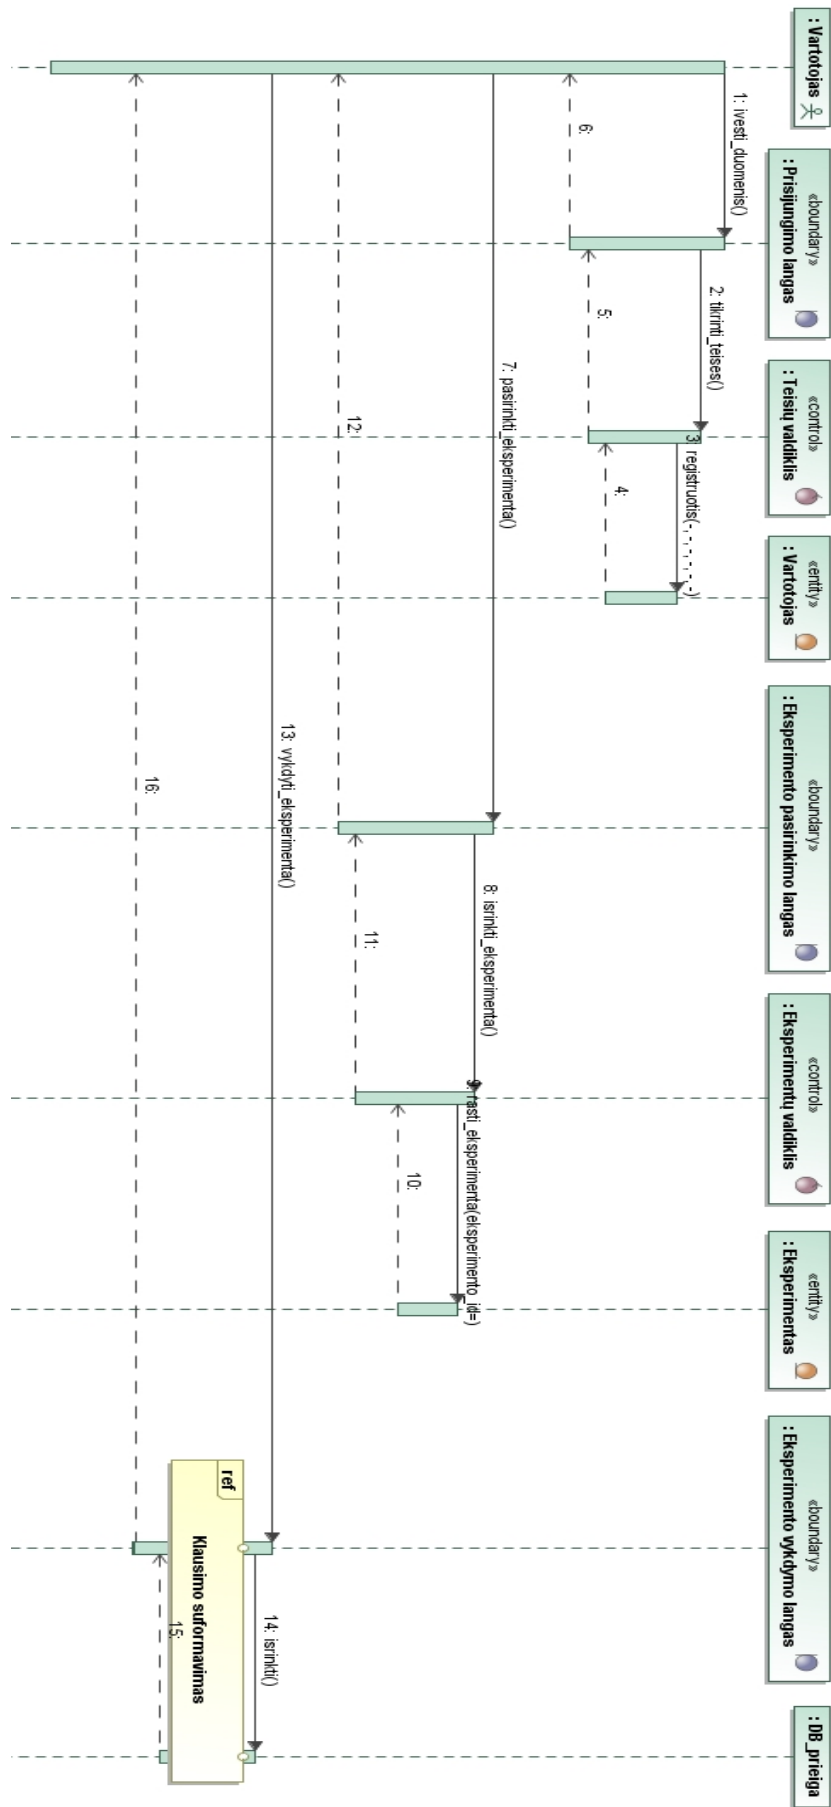 : Vartotojas
«boundary»
: Prisijungimo langas
«control»
: Teisių valdiklis
«entity»
: Vartotojas
«boundary»
: Eksperimento pasirinkimo langas
«control»
: Eksperimentų valdiklis
«entity»
: Eksperimentas
«boundary»
: Eksperimento vykdymo langas
: DB_prieiga
1: ivesti_duomenis()
2: tikrinti_teises()
3: registruotis(-, -, -, -, -, -)
4:
5:
6:
7: pasirinkti_eksperimenta()
8: isrinkti_eksperimenta()
9: rasti_eksperimenta(eksperimento_id=)
10:
11:
12:
13: vykdyti_eksperimenta()
14: isrinkti()
ref
Klausimo suformavimas
15:
16: